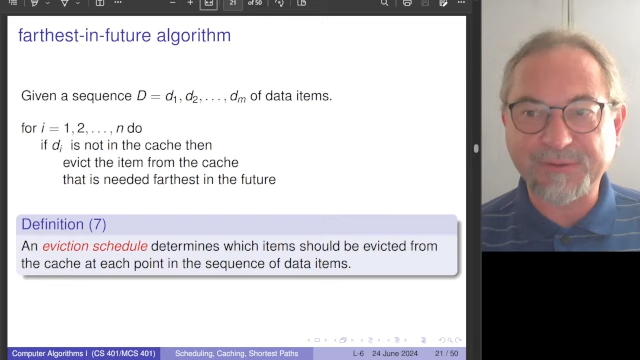 21 of 50
farthest-in-future algorithm
Given a sequence D = d1, d2, . . . , dm of data items.
for i = 1, 2, . . . , n do
if di is not in the cache then
evict the item from the cache
that is needed farthest in the future
Definition (7)
An eviction schedule determines which items should be evicted from
the cache at each point in the sequence of data items.
Computer Algorithms I (CS 401/MCS 401) Scheduling, Caching, Shortest Paths L-6 24 June 2024 21 / 50